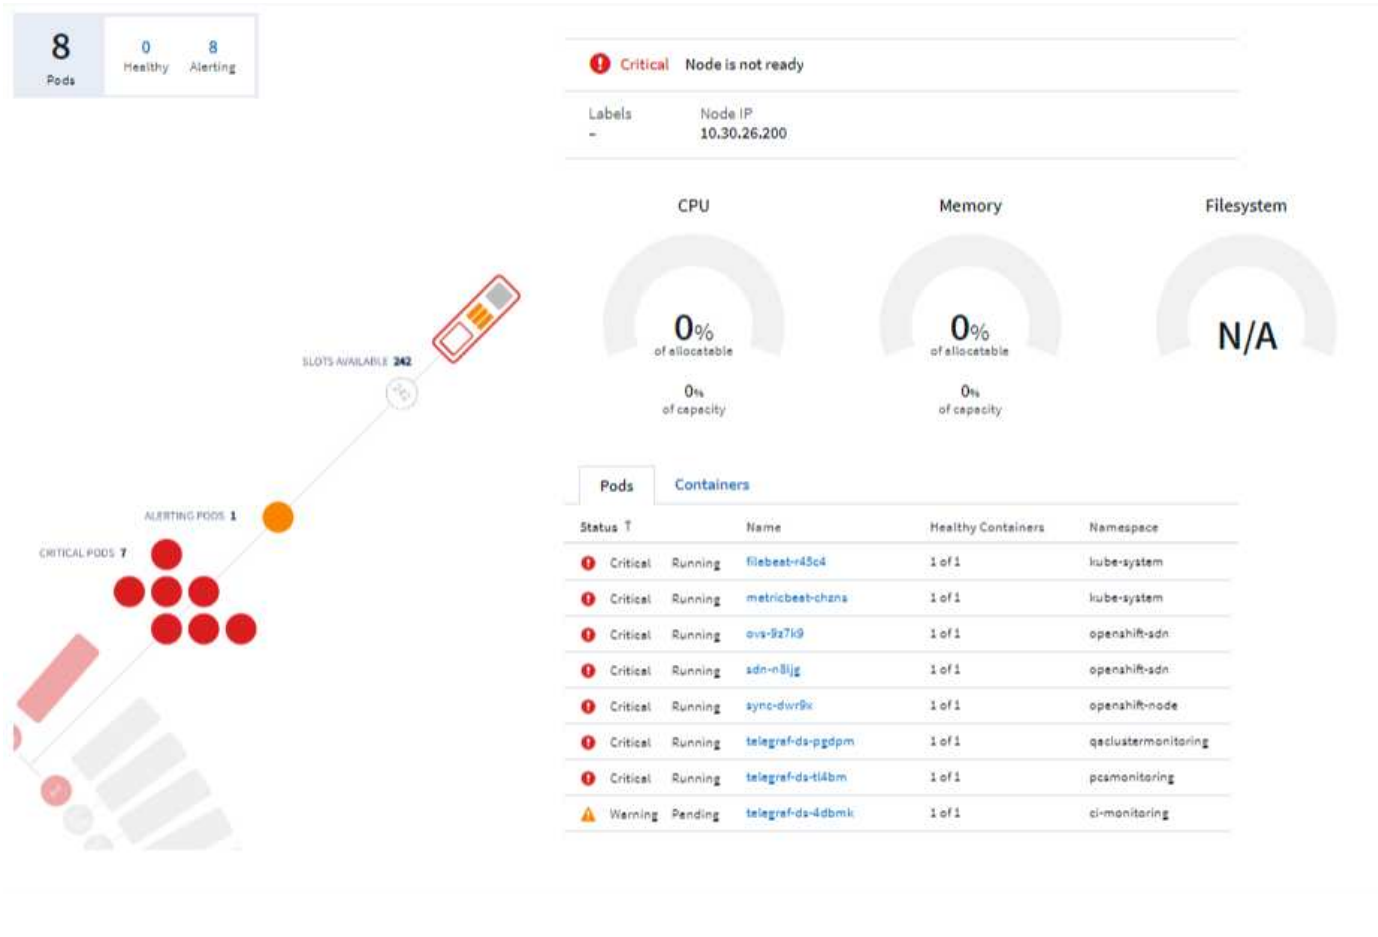 8
Pods
0
Healthy
8
Alerting
Critical Node is not ready
Labels
-
Node IP
10.30.26.200
CPU
Memory
Filesystem
0%
of allocatable
0%
of capacity
0%
of allocatable
0%
of capacity
N/A
SLOTS AVAILABLE 242
ALERTING PODS 1
CRITICAL PODS 7
Pods Containers
Status ↑ Name Healthy Containers Namespace
Critical Running filebeat-r45c4 1 of 1 kube-system
Critical Running metricbeat-chzns 1 of 1 kube-system
Critical Running ovs-9z7k9 1 of 1 openshift-sdn
Critical Running sdn-n8ljg 1 of 1 openshift-sdn
Critical Running sync-dwr9x 1 of 1 openshift-node
Critical Running telegraf-ds-pgdpm 1 of 1 qaclustermonitoring
Critical Running telegraf-ds-tl4bm 1 of 1 pcsmonitoring
Warning Pending telegraf-ds-4dbmk 1 of 1 ci-monitoring